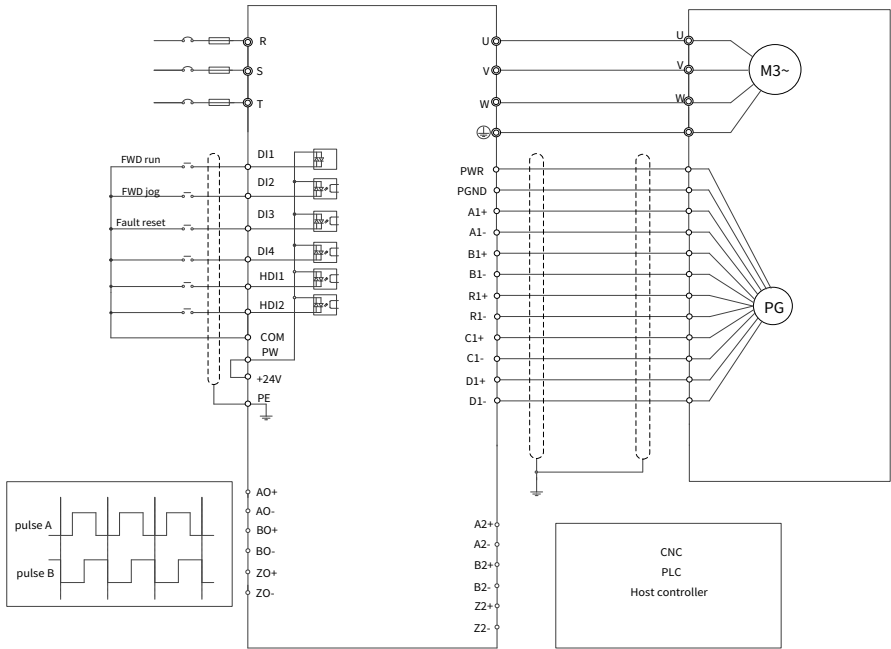 R
S
T
U
V
W
U
V
W
M3~
FWD run
FWD jog
Fault reset
DI1
DI2
DI3
DI4
HDI1
HDI2
COM
PW
+24V
PE
PWR
PGND
A1+
A1-
B1+
B1-
R1+
R1-
C1+
C1-
D1+
D1-
PG
pulse A
pulse B
AO+
AO-
BO+
BO-
ZO+
ZO-
A2+
A2-
B2+
B2-
Z2+
Z2-
CNC
PLC
Host controller